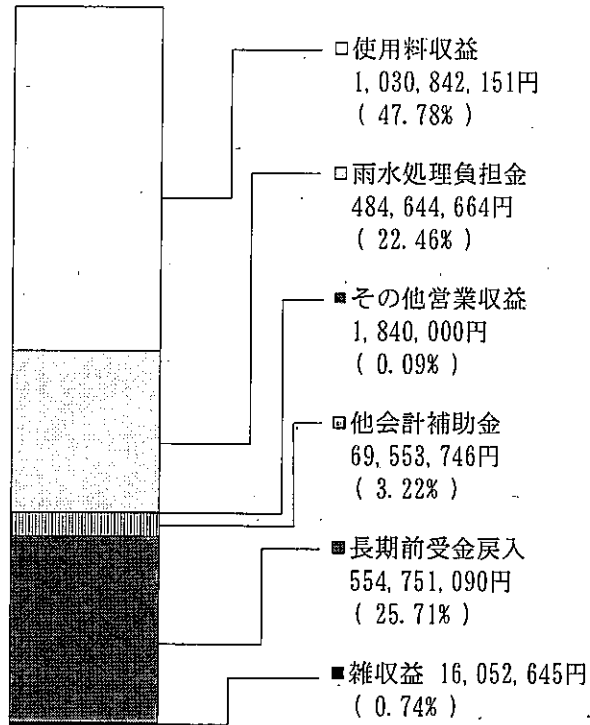 □使用料収益
1,030,842,151円
( 47.78% )
□雨水処理負担金
484,644,664円
( 22.46% )
■その他営業収益
1,840,000円
( 0.09% )
▥他会計補助金
69,553,746円
( 3.22% )
■長期前受金戻入
554,751,090円
( 25.71% )
■雑収益 16,052,645円
( 0.74% )